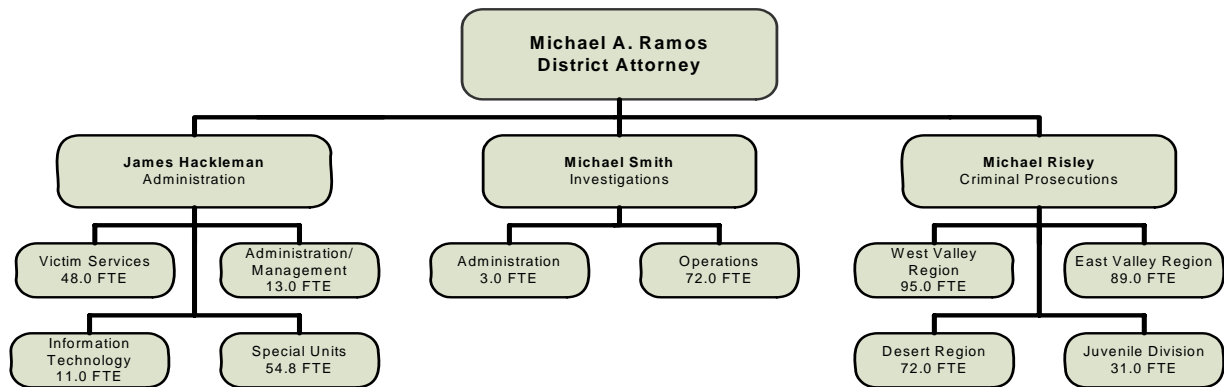 Michael A. Ramos
District Attorney
James Hackleman
Administration
Michael Smith
Investigations
Michael Risley
Criminal Prosecutions
Victim Services
48.0 FTE
Administration/
Management
13.0 FTE
Administration
3.0 FTE
Operations
72.0 FTE
West Valley
Region
95.0 FTE
East Valley Region
89.0 FTE
Information
Technology
11.0 FTE
Special Units
54.8 FTE
Desert Region
72.0 FTE
Juvenile Division
31.0 FTE